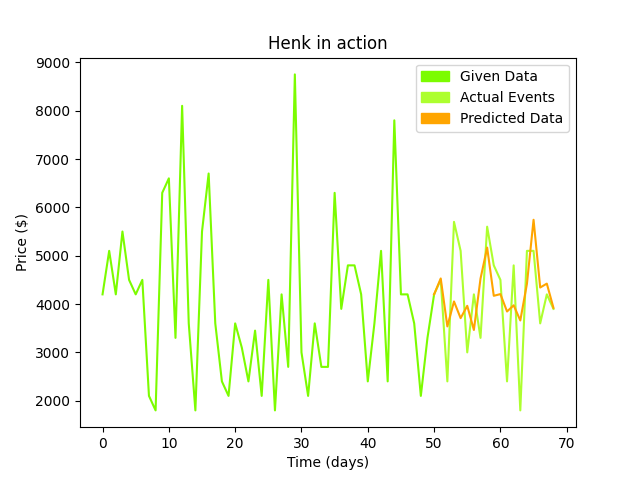 Henk in action
Given Data
Actual Events
Predicted Data
Price ($)
9000
8000
7000
6000
5000
4000
3000
2000
0 10 20 30 40 50 60 70
Time (days)